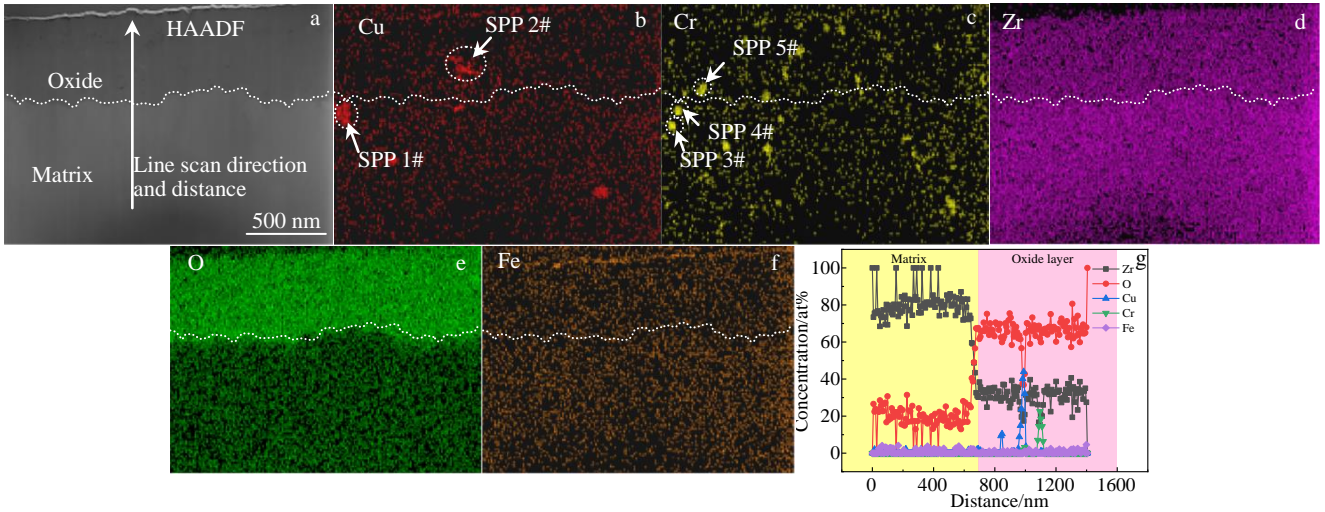 HAADF
a
Oxide
Matrix
Line scan direction
and distance
500 nm
Cu
b
SPP 2#
SPP 1#
Cr
c
SPP 5#
SPP 4#
SPP 3#
Zr
d
O
e
Fe
f
g
Matrix
Oxide layer
Zr
O
Cu
Cr
Fe
Concentration/at%
100
80
60
40
20
0
0 400 800 1200 1600
Distance/nm